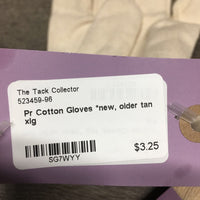 The Tack Collector
523459-96
Pr Cotton Gloves *new, older tan
xlg
$3.25
SG7WYY